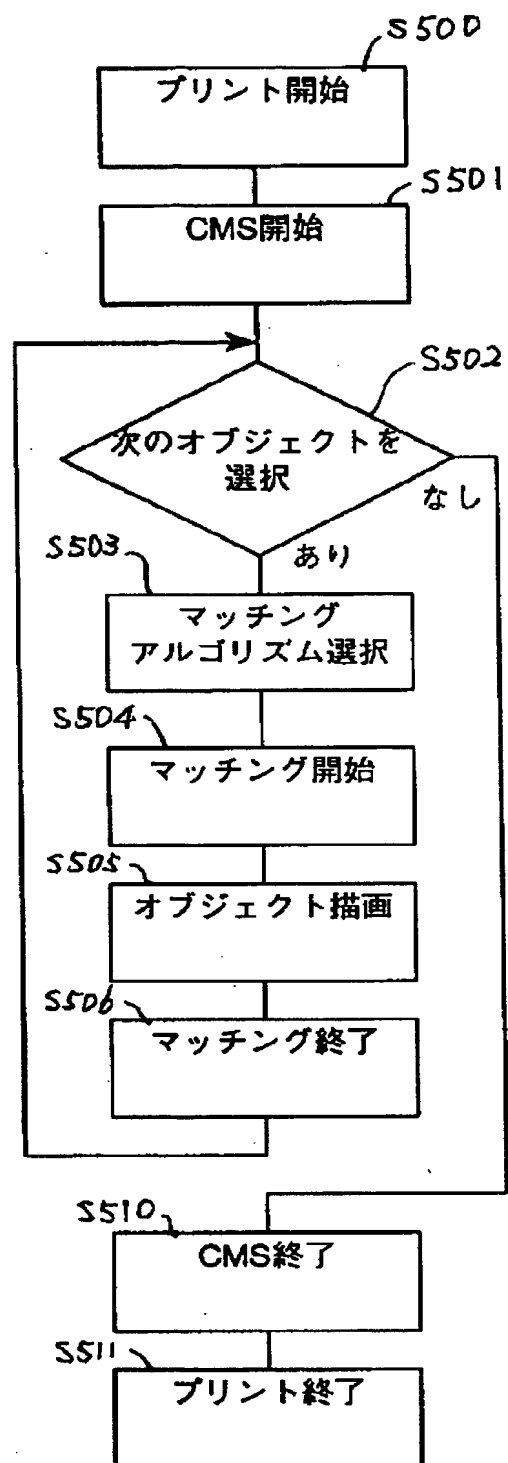 S500
プリント開始
S501
CMS開始
S502
次のオブジェクトを
選択
なし
あり
S503
マッチング
アルゴリズム選択
S504
マッチング開始
S505
オブジェクト描画
S506
マッチング終了
S510
CMS終了
S511
プリント終了